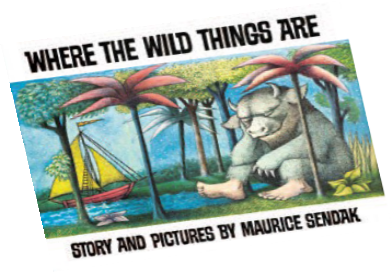 WHERE THE WILD THINGS ARE
STORY AND PICTURES BY MAURICE SENDAK